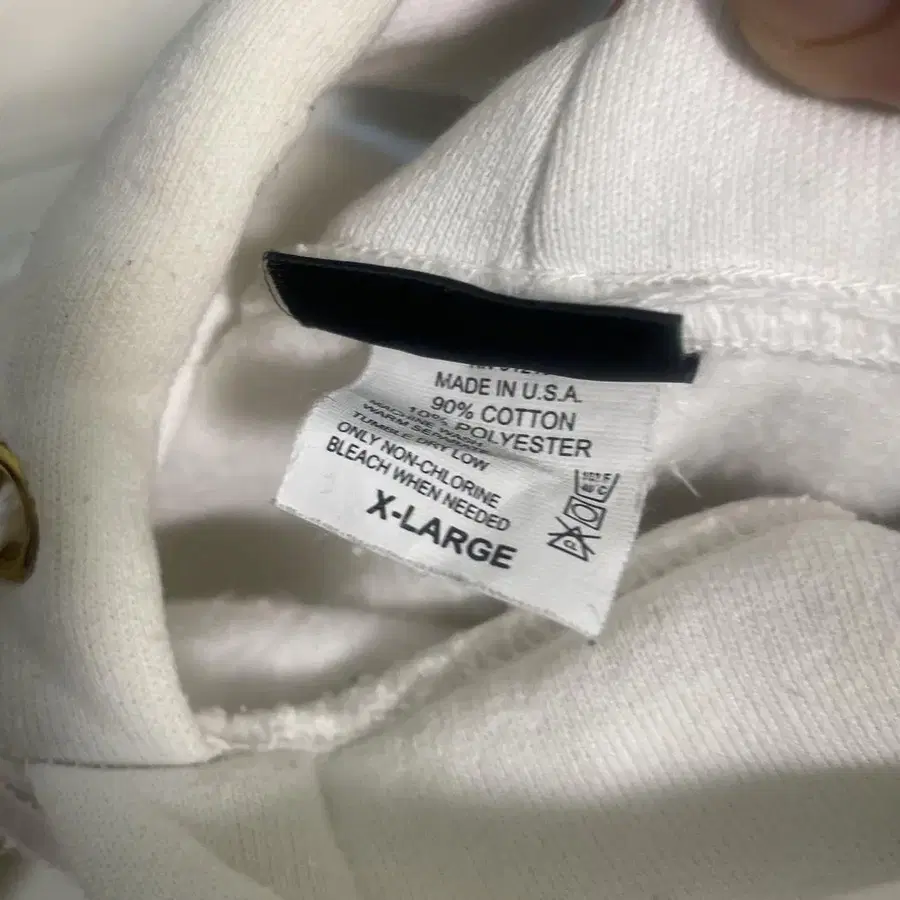 MADE IN U.S.A.
90% COTTON
10% POLYESTER
MACHINE WASH
WARM SEPARATE
TUMBLE DRY LOW
ONLY NON-CHLORINE
BLEACH WHEN NEEDED
X-LARGE